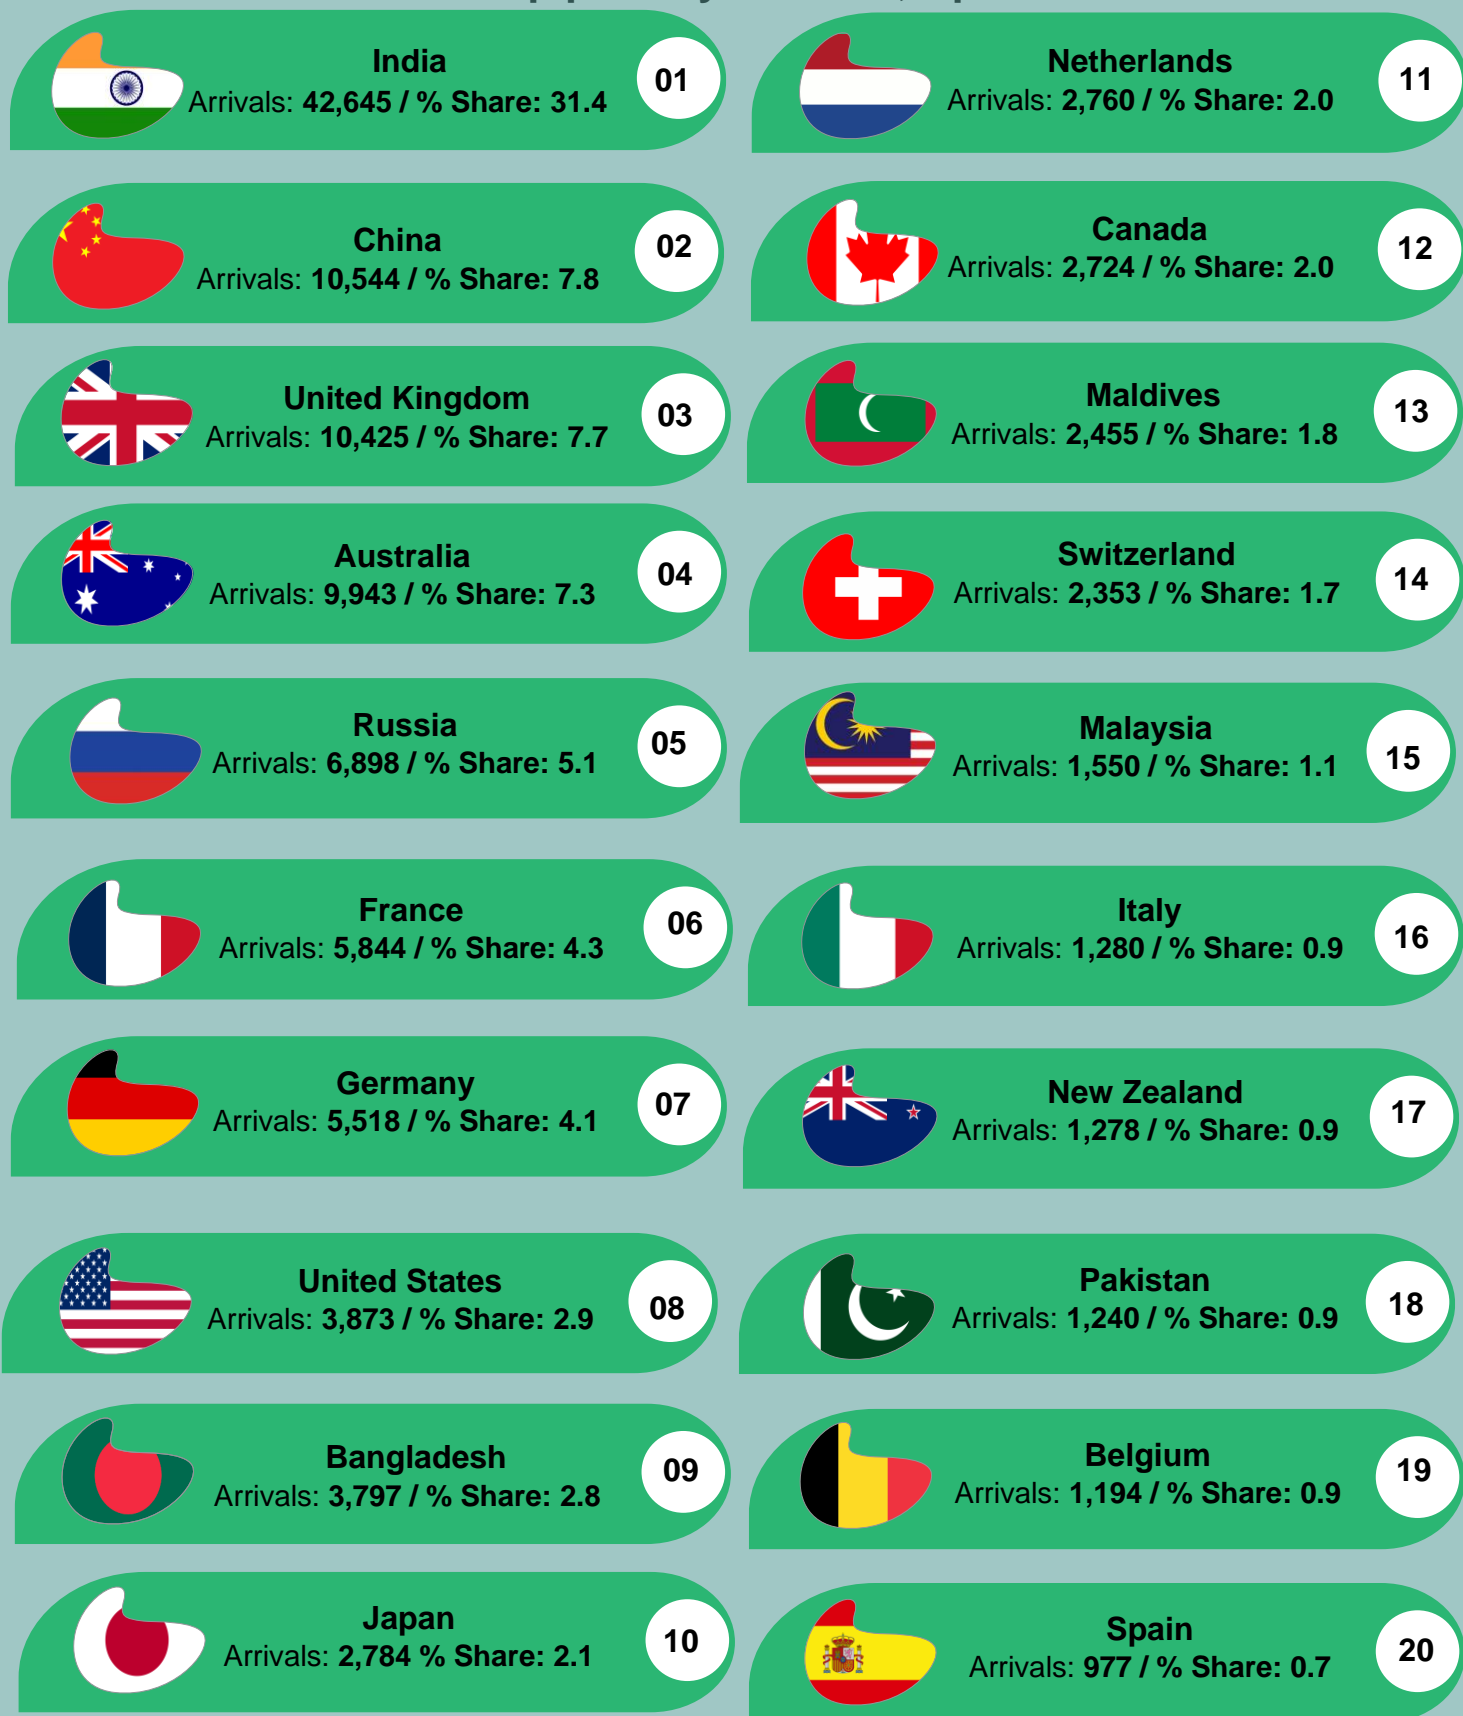 India
Arrivals: 42,645 / % Share: 31.4
01
China
Arrivals: 10,544 / % Share: 7.8
02
United Kingdom
Arrivals: 10,425 / % Share: 7.7
03
Australia
Arrivals: 9,943 / % Share: 7.3
04
Russia
Arrivals: 6,898 / % Share: 5.1
05
France
Arrivals: 5,844 / % Share: 4.3
06
Germany
Arrivals: 5,518 / % Share: 4.1
07
United States
Arrivals: 3,873 / % Share: 2.9
08
Bangladesh
Arrivals: 3,797 / % Share: 2.8
09
Japan
Arrivals: 2,784 % Share: 2.1
10
Netherlands
Arrivals: 2,760 / % Share: 2.0
11
Canada
Arrivals: 2,724 / % Share: 2.0
12
Maldives
Arrivals: 2,455 / % Share: 1.8
13
Switzerland
Arrivals: 2,353 / % Share: 1.7
14
Malaysia
Arrivals: 1,550 / % Share: 1.1
15
Italy
Arrivals: 1,280 / % Share: 0.9
16
New Zealand
Arrivals: 1,278 / % Share: 0.9
17
Pakistan
Arrivals: 1,240 / % Share: 0.9
18
Belgium
Arrivals: 1,194 / % Share: 0.9
19
Spain
Arrivals: 977 / % Share: 0.7
20